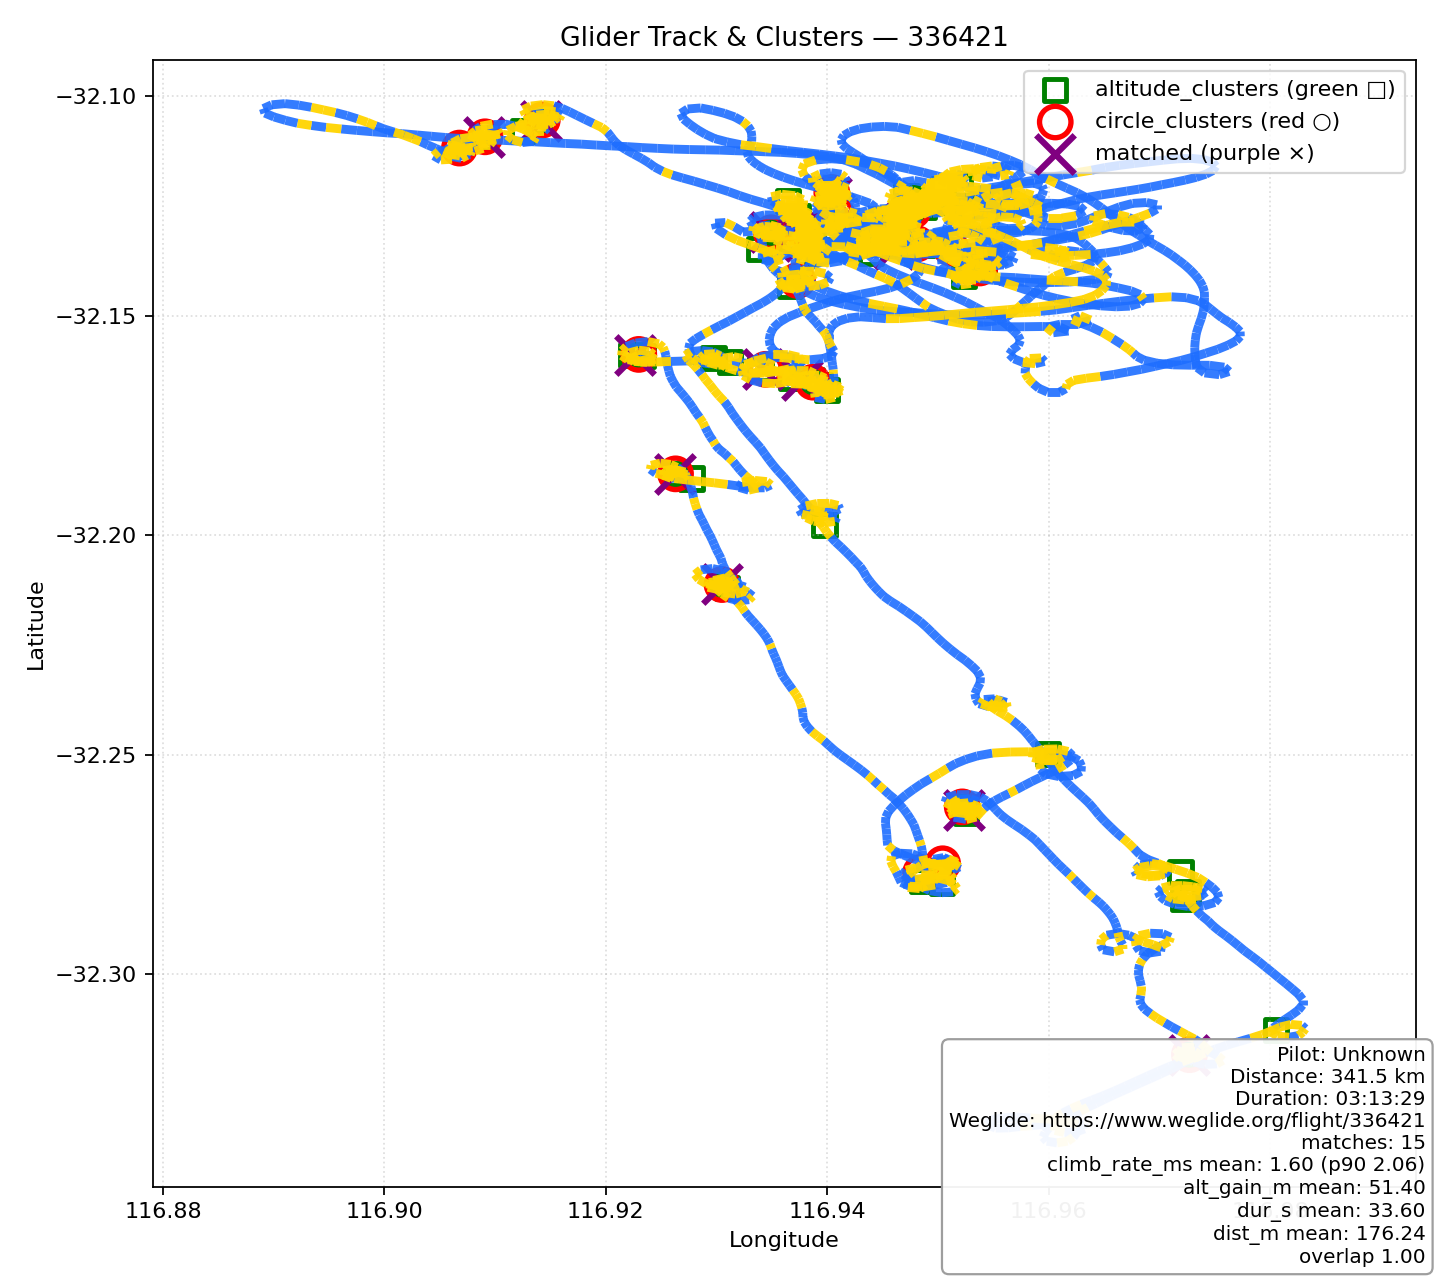 Glider Track & Clusters — 336421
altitude_clusters (green □)
circle_clusters (red ○)
matched (purple ×)
−32.10
−32.15
−32.20
−32.25
−32.30
Latitude
116.88
116.90
116.92
116.94
116.96
Longitude
Pilot: Unknown
Distance: 341.5 km
Duration: 03:13:29
Weglide: https://www.weglide.org/flight/336421
matches: 15
climb_rate_ms mean: 1.60 (p90 2.06)
alt_gain_m mean: 51.40
dur_s mean: 33.60
dist_m mean: 176.24
overlap 1.00